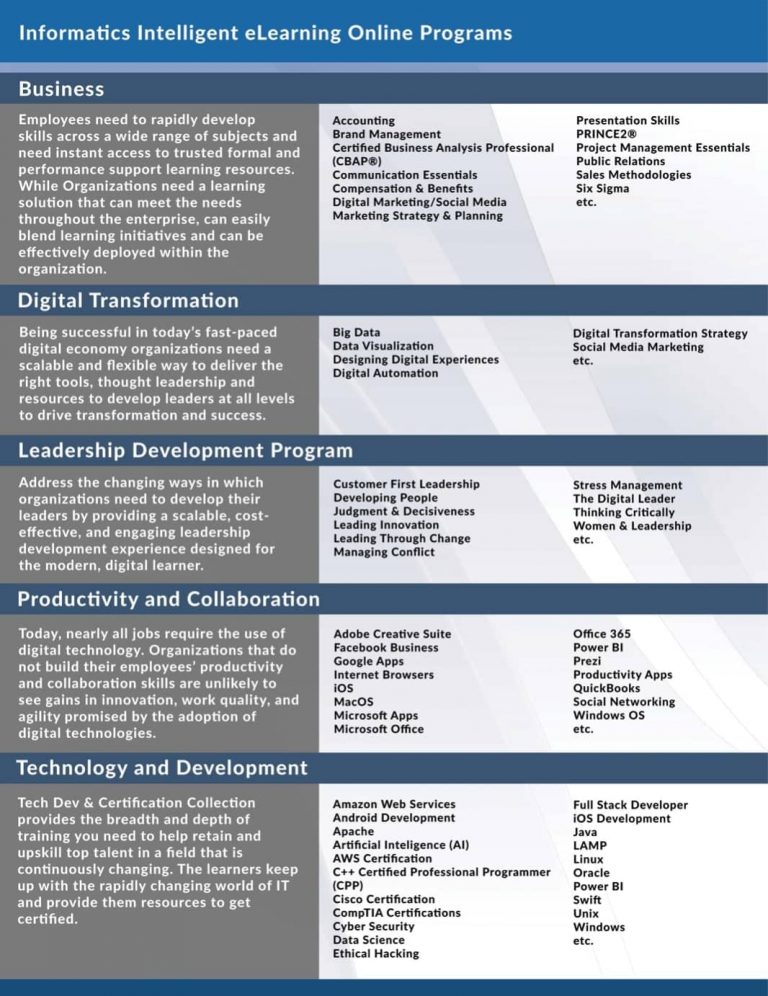 Informatics Intelligent eLearning Online Programs
Business
Employees need to rapidly develop
skills across a wide range of subjects and
need instant access to trusted formal and
performance support learning resources.
While Organizations need a learning
solution that can meet the needs
throughout the enterprise, can easily
blend learning initiatives and can be
effectively deployed within the
organization.
Accounting
Brand Management
Certified Business Analysis Professional
(CBAP®)
Communication Essentials
Compensation & Benefits
Digital Marketing/Social Media
Marketing Strategy & Planning
Presentation Skills
PRINCE2®
Project Management Essentials
Public Relations
Sales Methodologies
Six Sigma
etc.
Digital Transformation
Being successful in today's fast-paced
digital economy organizations need a
scalable and flexible way to deliver the
right tools, thought leadership and
resources to develop leaders at all levels
to drive transformation and success.
Big Data
Data Visualization
Designing Digital Experiences
Digital Automation
Digital Transformation Strategy
Social Media Marketing
etc.
Leadership Development Program
Address the changing ways in which
organizations need to develop their
leaders by providing a scalable, cost-
effective, and engaging leadership
development experience designed for
the modern, digital learner.
Customer First Leadership
Developing People
Judgment & Decisiveness
Leading Innovation
Leading Through Change
Managing Conflict
Stress Management
The Digital Leader
Thinking Critically
Women & Leadership
etc.
Productivity and Collaboration
Today, nearly all jobs require the use of
digital technology. Organizations that do
not build their employees' productivity
and collaboration skills are unlikely to
see gains in innovation, work quality, and
agility promised by the adoption of
digital technologies.
Adobe Creative Suite
Facebook Business
Google Apps
Internet Browsers
iOS
MacOS
Microsoft Apps
Microsoft Office
Office 365
Power BI
Prezi
Productivity Apps
QuickBooks
Social Networking
Windows OS
etc.
Technology and Development
Tech Dev & Certification Collection
provides the breadth and depth of
training you need to help retain and
upskill top talent in a field that is
continuously changing. The learners keep
up with the rapidly changing world of IT
and provide them resources to get
certified.
Amazon Web Services
Android Development
Apache
Artificial Inteligence (AI)
AWS Certification
C++ Certified Professional Programmer
(CPP)
Cisco Certification
CompTIA Certifications
Cyber Security
Data Science
Ethical Hacking
Full Stack Developer
iOS Development
Java
LAMP
Linux
Oracle
Power BI
Swift
Unix
Windows
etc.